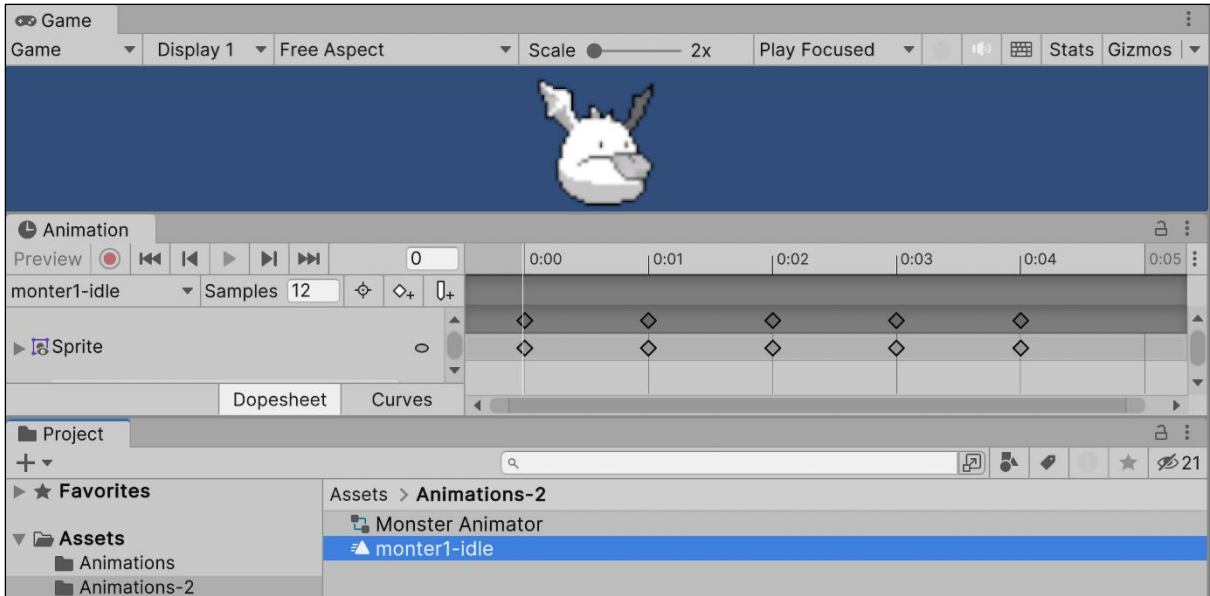 Game
Game Display 1 Free Aspect Scale 2x Play Focused Stats Gizmos
Animation
Preview 0 0:00 0:01 0:02 0:03 0:04 0:05
monter1-idle Samples 12
Sprite
Dopesheet Curves
Project
21
Favorites Assets > Animations-2
Monster Animator
Assets monter1-idle
Animations
Animations-2